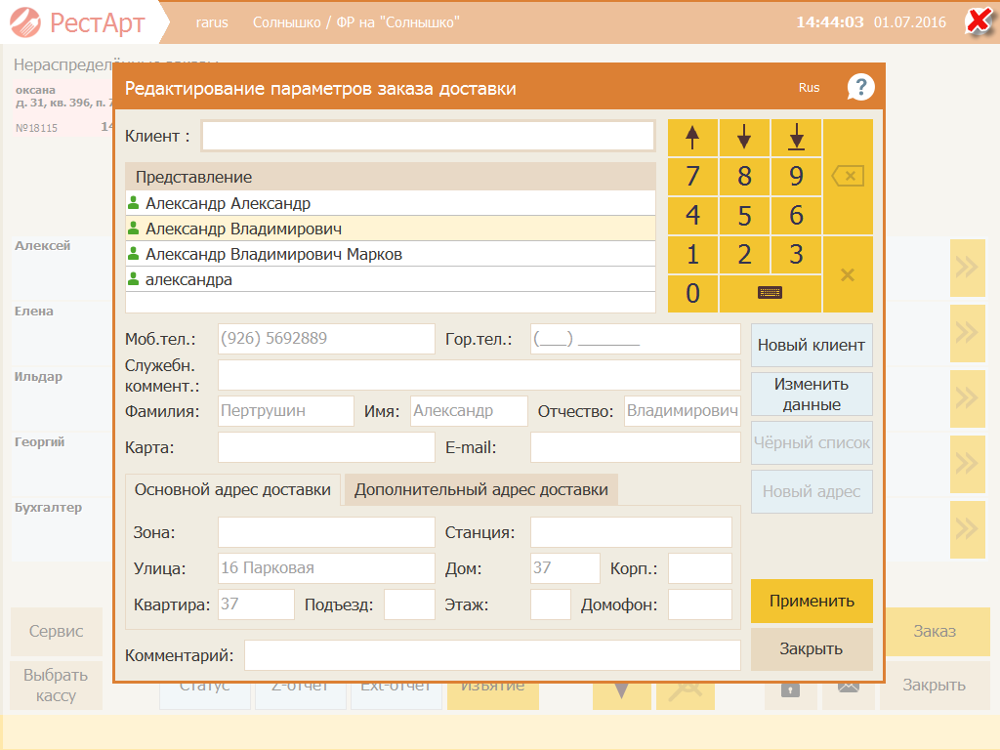 РестАрт rarus Солнышко / ФР на "Солнышко" 14:44:03 01.07.2016
Нераспределённые заказы
оксана
д. 31, кв. 396, п. 7
№18115 14
Алексей
Елена
Ильдар
Георгий
Бухгалтер
Редактирование параметров заказа доставки Rus ?
Клиент :
Представление
Александр Александр
Александр Владимирович
Александр Владимирович Марков
александра
7 8 9
4 5 6
1 2 3
0
Моб.тел.: (926) 5692889 Гор.тел.: (___) _______
Служебн.
коммент.:
Фамилия: Пертрушин Имя: Александр Отчество: Владимирович
Карта: E-mail:
Новый клиент
Изменить
данные
Чёрный список
Новый адрес
Основной адрес доставки Дополнительный адрес доставки
Зона: Станция:
Улица: 16 Парковая Дом: 37 Корп.:
Квартира: 37 Подъезд: Этаж: Домофон:
Комментарий:
Применить
Закрыть
Сервис
Выбрать
кассу
Статус Z-отчет Ext-отчет Изъятие
Заказ
Закрыть